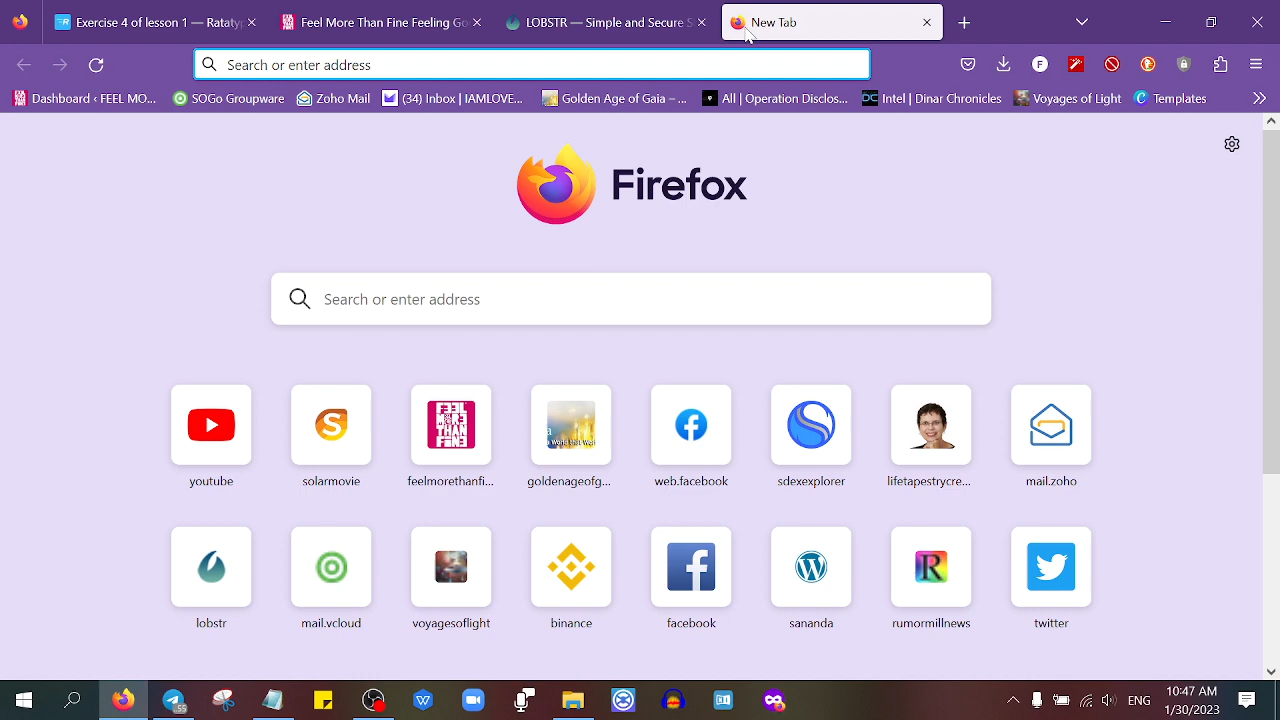 Exercise 4 of lesson 1 — Rataty
Feel More Than Fine Feeling Go
LOBSTR — Simple and Secure S
New Tab
Search or enter address
Dashboard ‹ FEEL MO...
SOGo Groupware
Zoho Mail
(34) Inbox | IAMLOVE...
Golden Age of Gaia – ...
All | Operation Disclos...
DC Intel | Dinar Chronicles
Voyages of Light
Templates
Firefox
Search or enter address
youtube
solarmovie
feelmorethanfi...
goldenageofg...
web.facebook
sdexexplorer
lifetapestrycre...
mail.zoho
lobstr
mail.vcloud
voyagesoflight
binance
facebook
sananda
rumormillnews
twitter
55
ENG
10:47 AM
1/30/2023